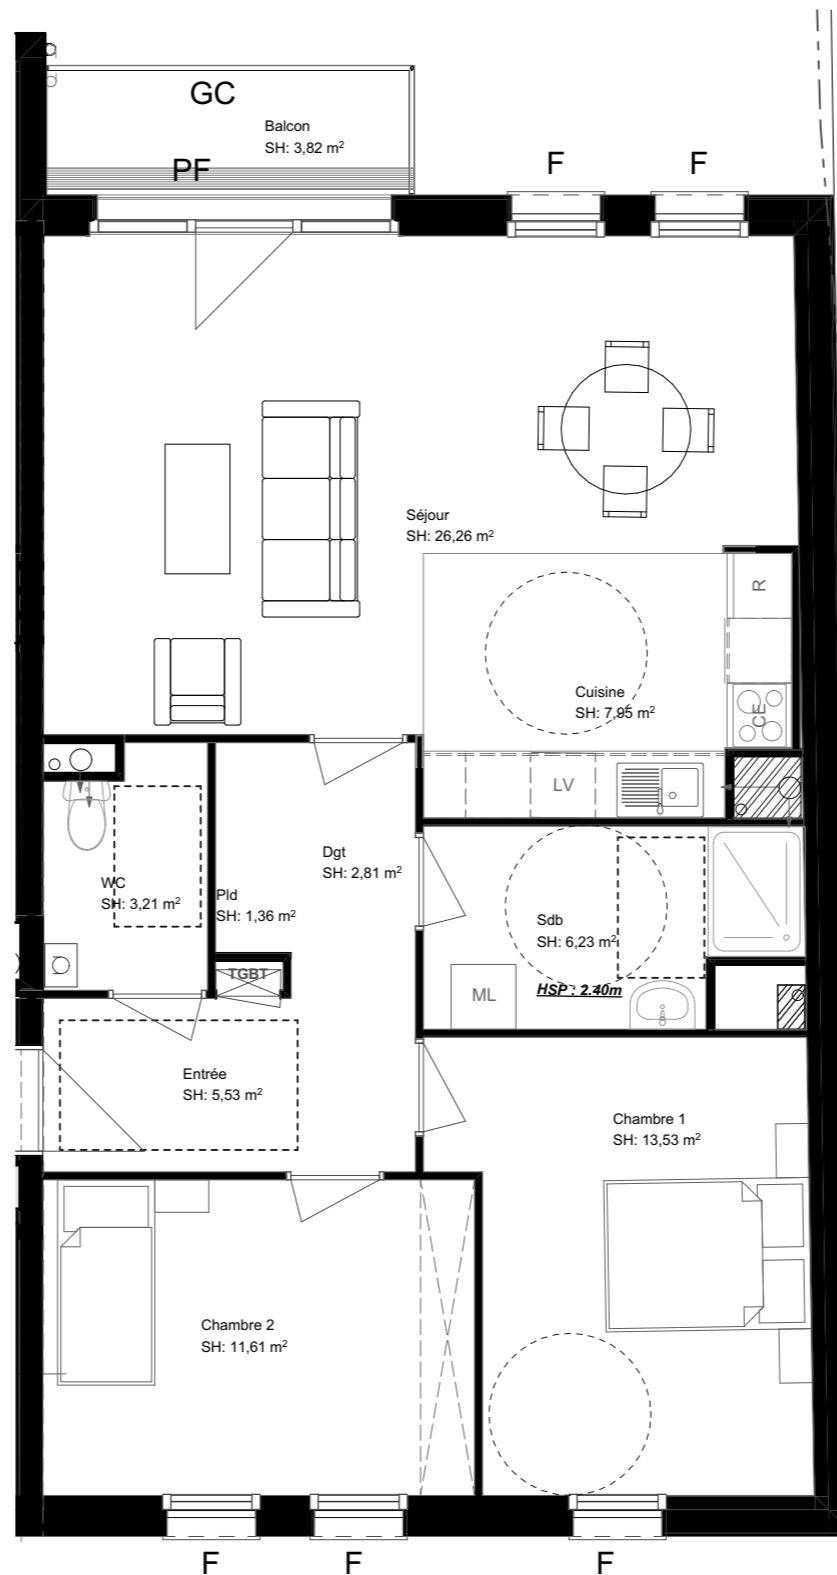 GC
Balcon
SH: 3,82 m²
PF
F
F
Séjour
SH: 26,26 m²
R
Cuisine
SH: 7,95 m²
CE
LV
Dgt
SH: 2,81 m²
WC
SH: 3,21 m²
Pld
SH: 1,36 m²
Sdb
SH: 6,23 m²
TGBT
ML
HSP : 2.40m
Entrée
SH: 5,53 m²
Chambre 1
SH: 13,53 m²
Chambre 2
SH: 11,61 m²
F
F
F